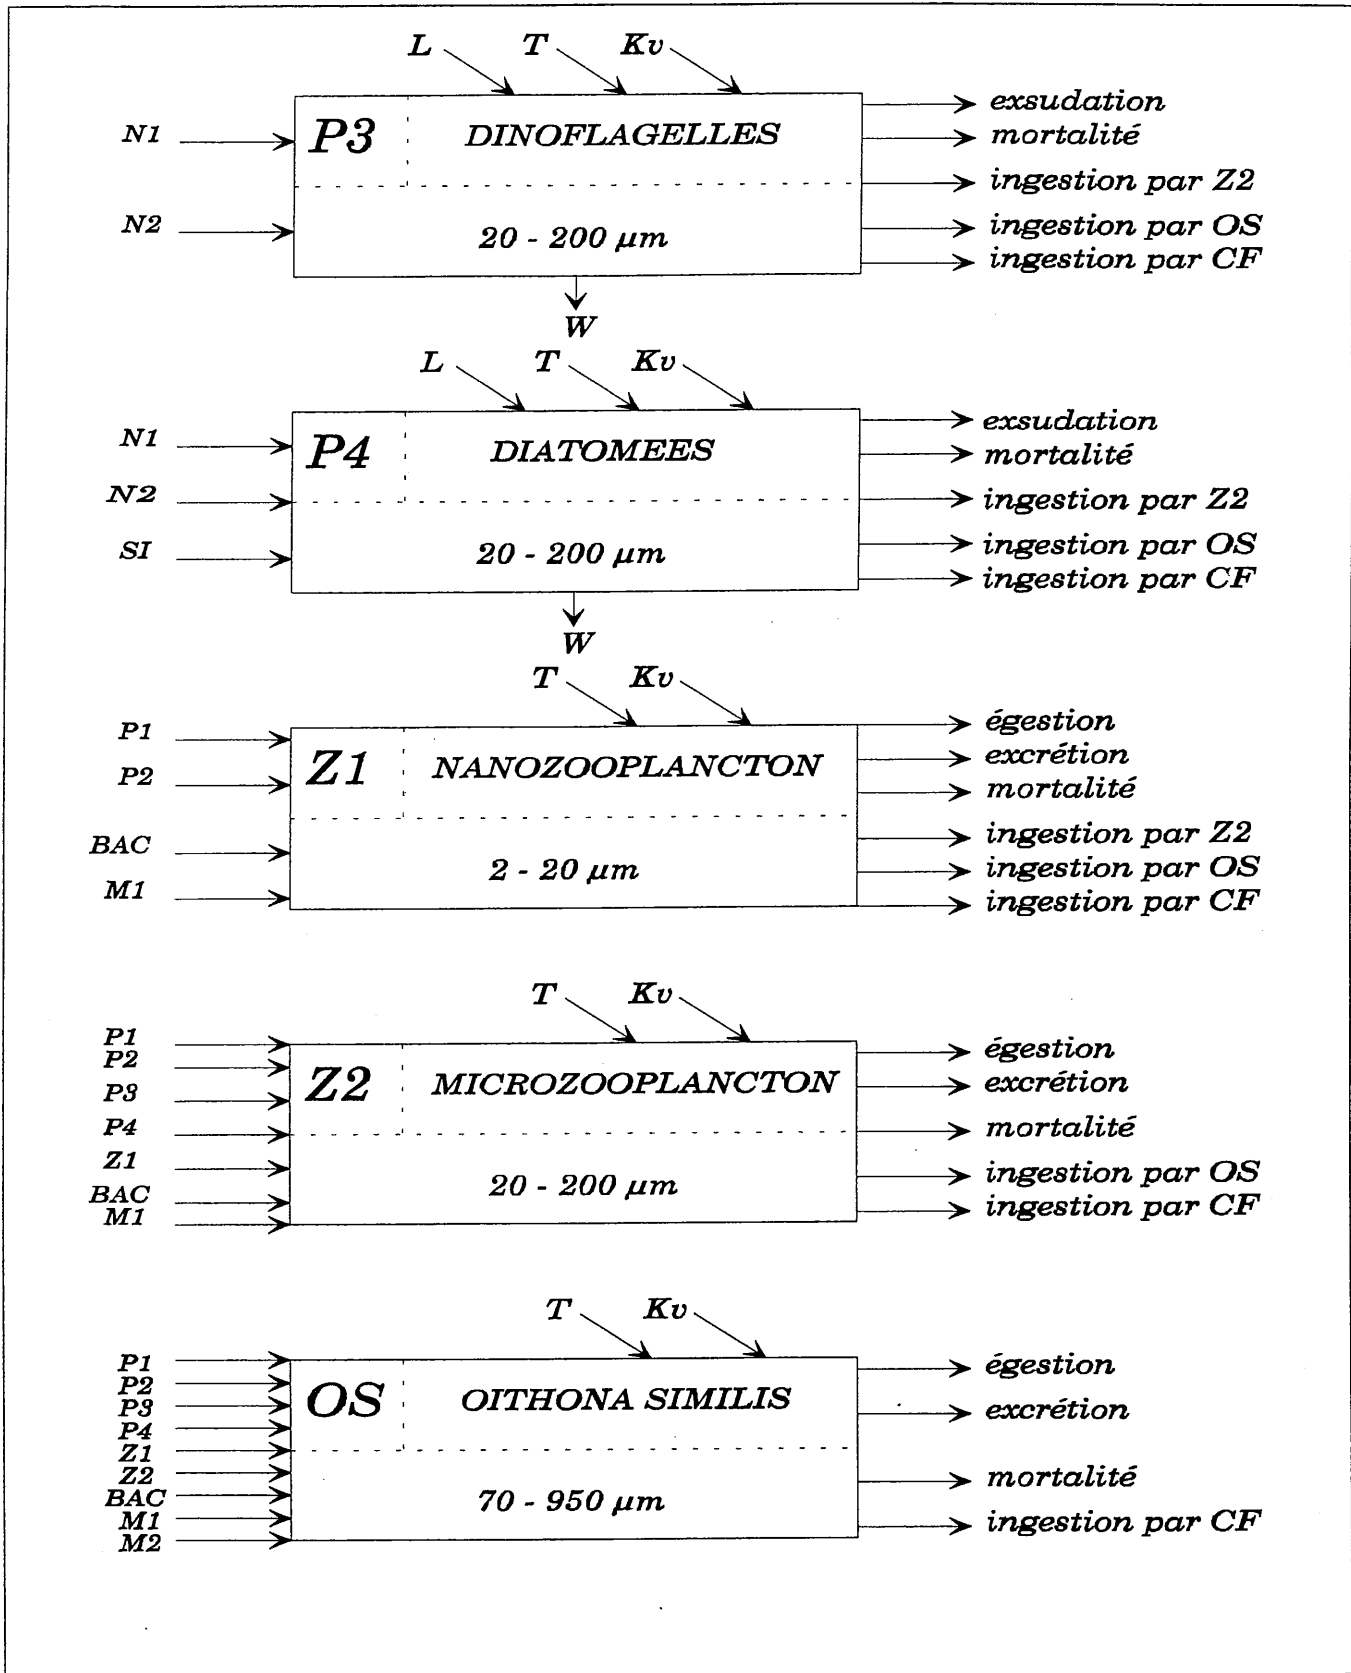 L T Kv
N1 P3 DINOFLAGELLES exsudation
mortalité
ingestion par Z2
N2 20 - 200 µm ingestion par OS
ingestion par CF
W
L T Kv
N1 P4 DIATOMEES exsudation
mortalité
N2 ingestion par Z2
SI 20 - 200 µm ingestion par OS
ingestion par CF
W
T Kv
P1 égestion
P2 Z1 NANOZOOPLANCTON excrétion
mortalité
BAC ingestion par Z2
2 - 20 µm ingestion par OS
M1 ingestion par CF
T Kv
P1 égestion
P2
P3 Z2 MICROZOOPLANCTON excrétion
P4 mortalité
Z1 20 - 200 µm ingestion par OS
BAC
M1 ingestion par CF
T Kv
P1 égestion
P2
P3 OS OITHONA SIMILIS excrétion
P4
Z1
Z2 mortalité
BAC 70 - 950 µm
M1 ingestion par CF
M2